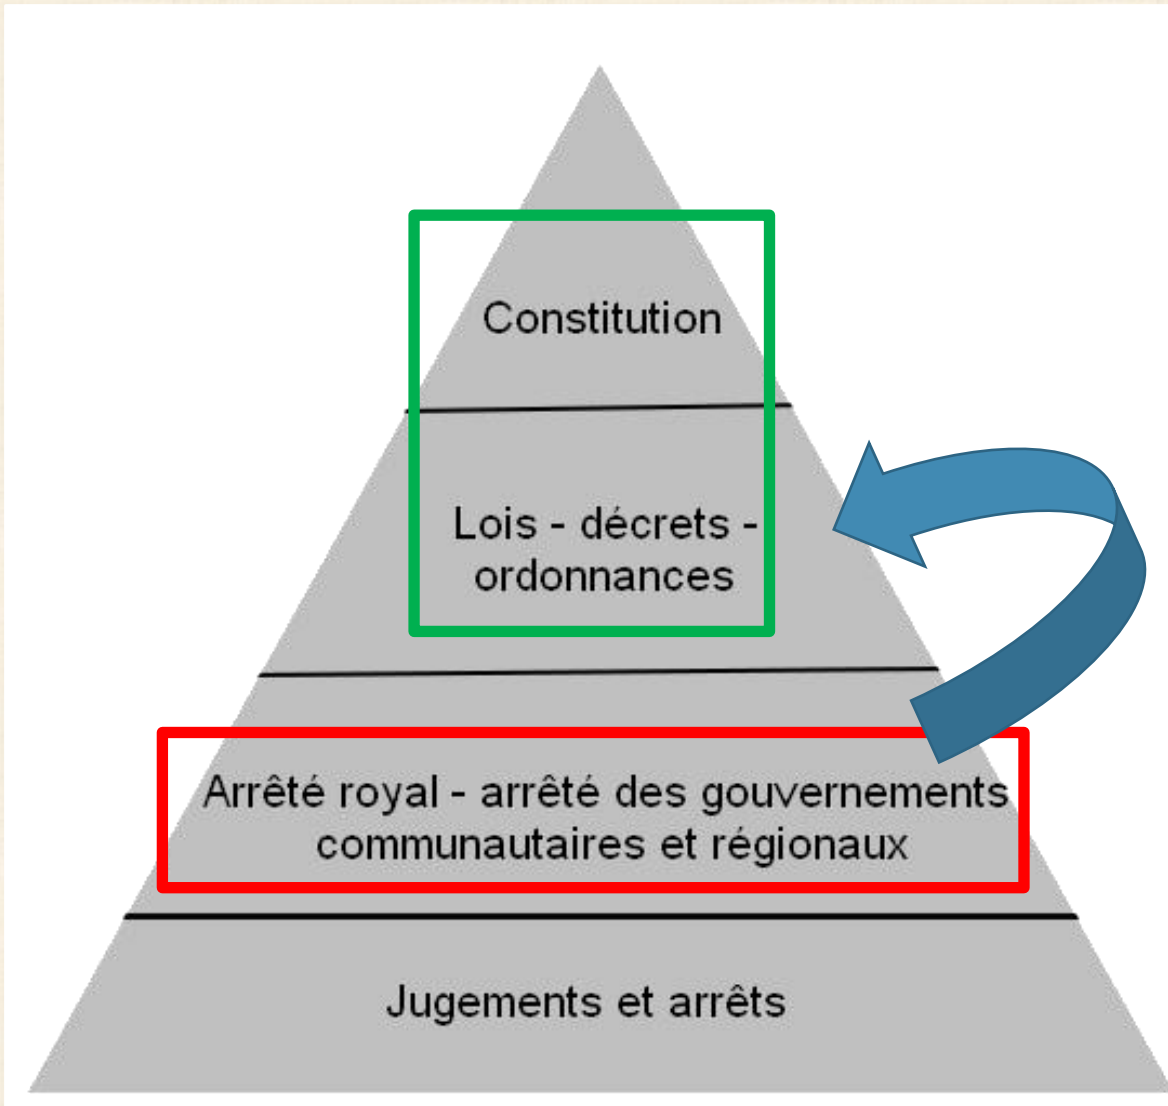 Constitution
Lois - décrets -
ordonnances
Arrêté royal - arrêté des gouvernements
communautaires et régionaux
Jugements et arrêts